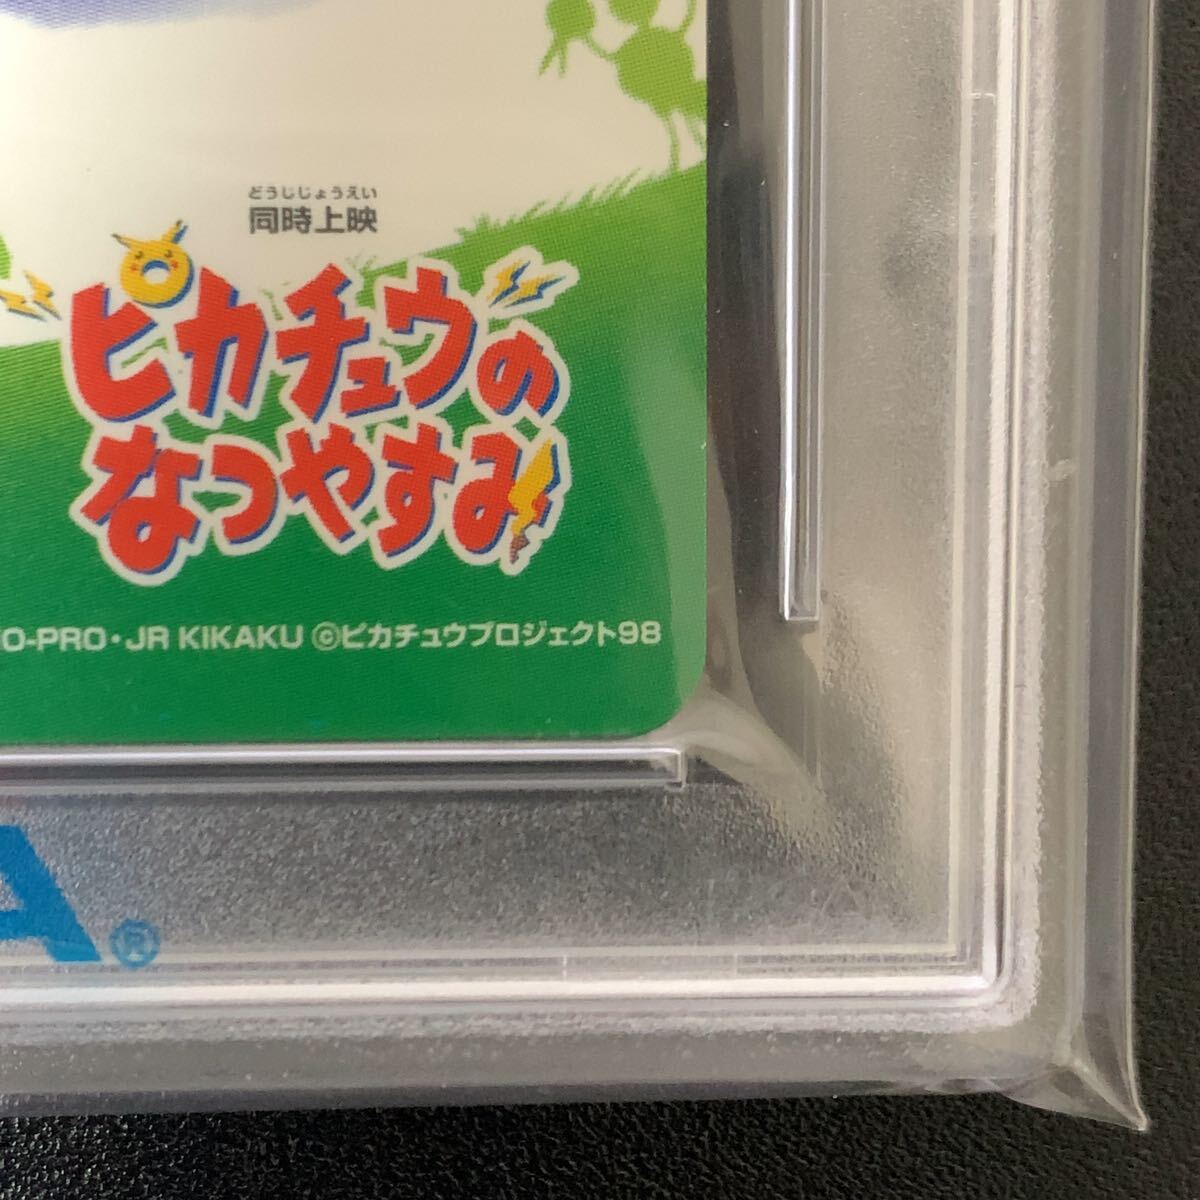 どうじじょうえい
同時上映
ピカチュウの
なつやすみ
O-PRO・JR KIKAKU ©ピカチュウプロジェクト98
A®